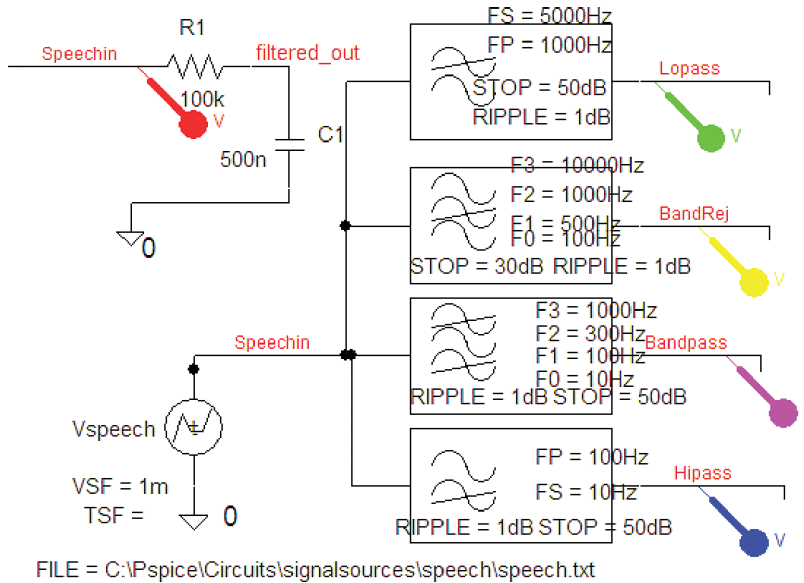 Speechin
R1
filtered_out
100k
V
C1
500n
0
FS = 5000Hz
FP = 1000Hz
STOP = 50dB
RIPPLE = 1dB
Lopass
V
F3 = 10000Hz
F2 = 1000Hz
F1 = 500Hz
F0 = 100Hz
STOP = 30dB RIPPLE = 1dB
BandRej
V
Speechin
F3 = 1000Hz
F2 = 300Hz
F1 = 100Hz
F0 = 10Hz
RIPPLE = 1dB STOP = 50dB
Bandpass
Vspeech
VSF = 1m
TSF =
0
FP = 100Hz
FS = 10Hz
RIPPLE = 1dB STOP = 50dB
Hipass
V
FILE = C:\Pspice\Circuits\signalsources\speech\speech.txt